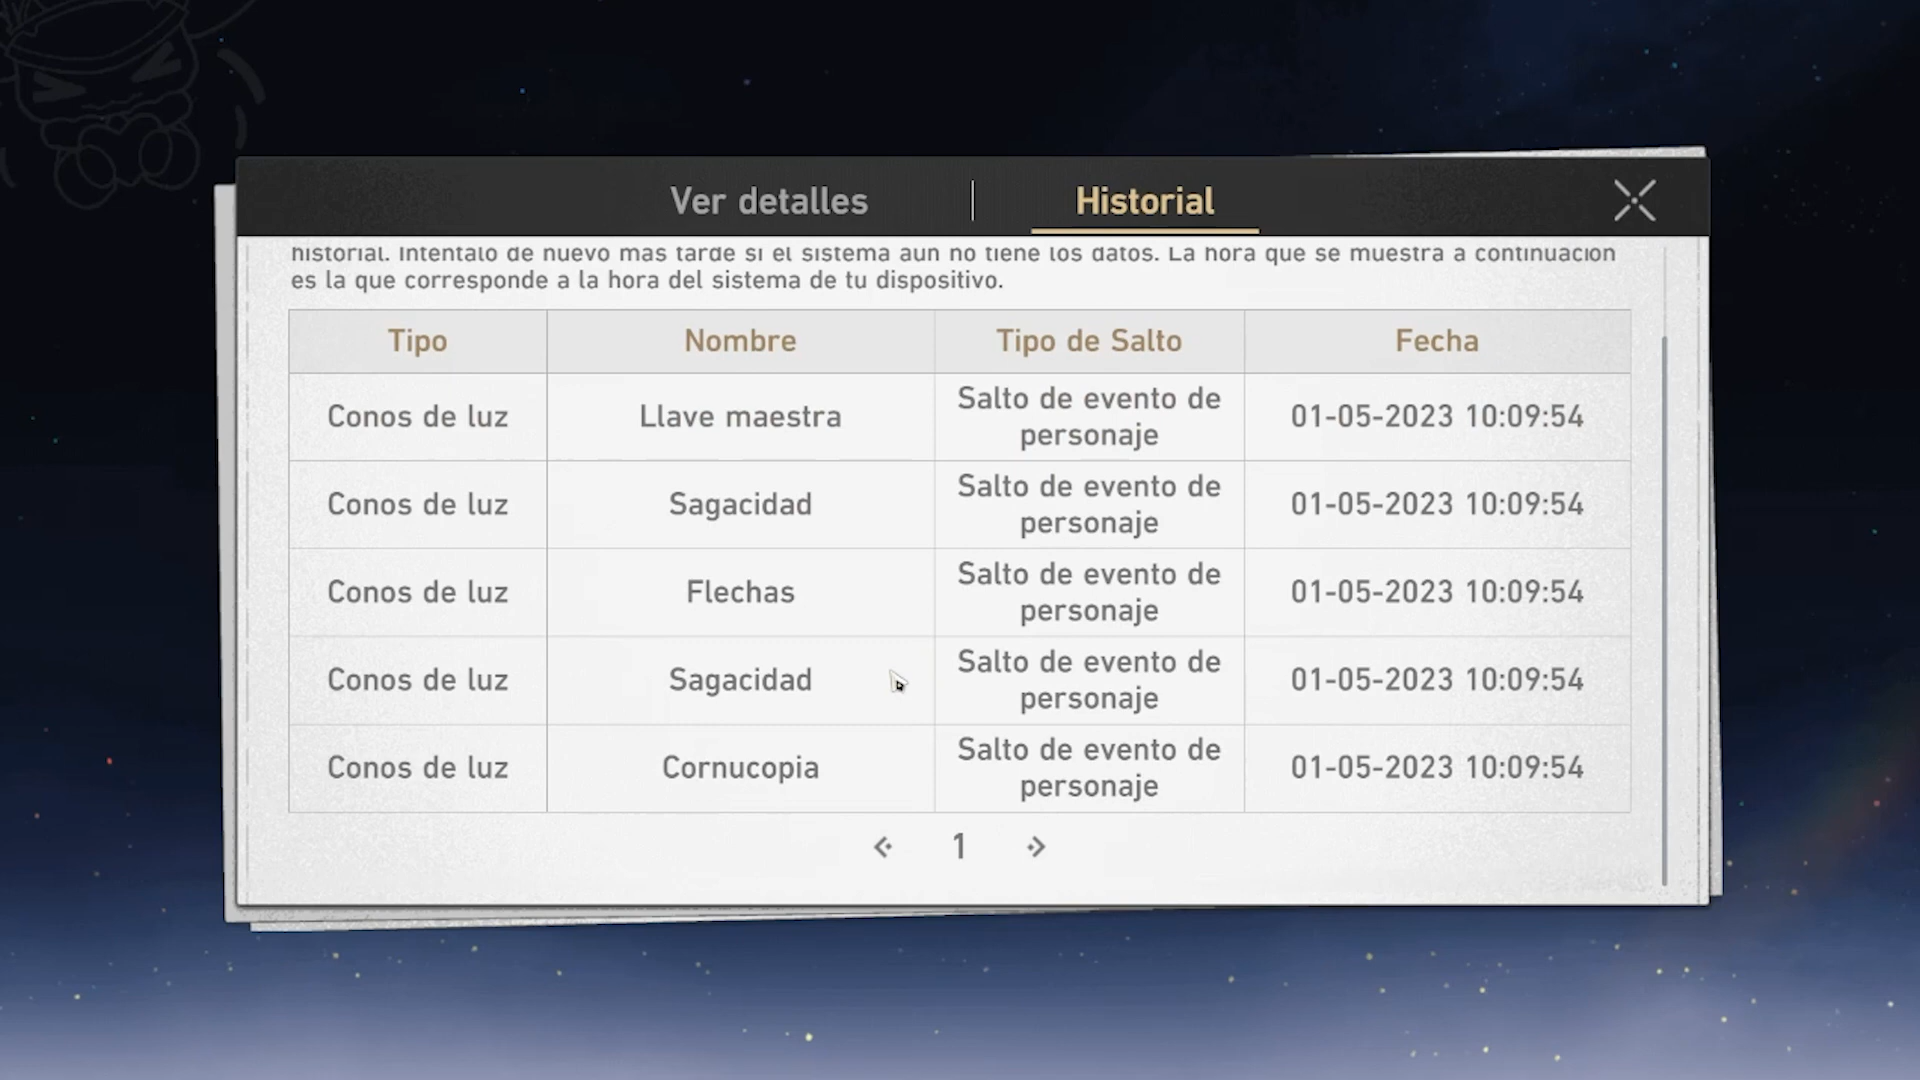 Ver detalles
Historial
historial. Inténtalo de nuevo más tarde si el sistema aún no tiene los datos. La hora que se muestra a continuación
es la que corresponde a la hora del sistema de tu dispositivo.
Tipo Nombre Tipo de Salto Fecha
Conos de luz Llave maestra Salto de evento de personaje 01-05-2023 10:09:54
Conos de luz Sagacidad Salto de evento de personaje 01-05-2023 10:09:54
Conos de luz Flechas Salto de evento de personaje 01-05-2023 10:09:54
Conos de luz Sagacidad Salto de evento de personaje 01-05-2023 10:09:54
Conos de luz Cornucopia Salto de evento de personaje 01-05-2023 10:09:54
1